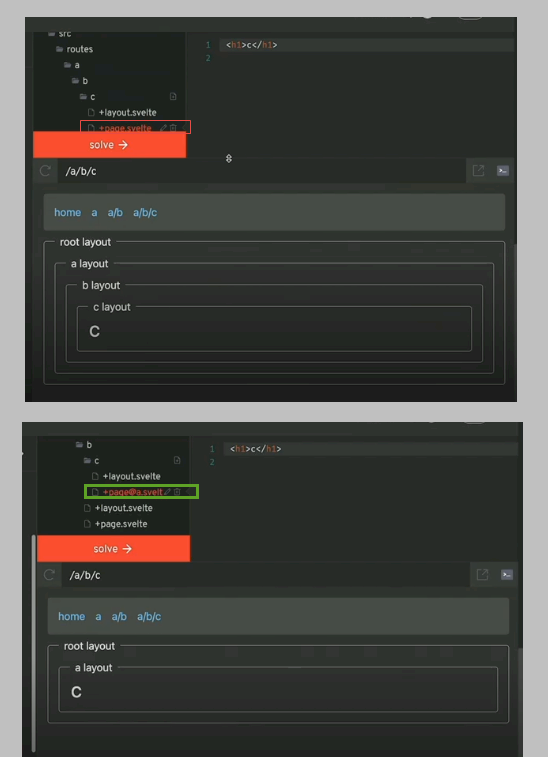 src
routes
a
b
c
+layout.svelte
+page.svelte
solve →
1 <h1>c</h1>
2
/a/b/c
home a a/b a/b/c
root layout
a layout
b layout
c layout
C
b
c
+layout.svelte
+page@a.svelt
+layout.svelte
+page.svelte
solve →
1 <h1>c</h1>
2
/a/b/c
home a a/b a/b/c
root layout
a layout
C